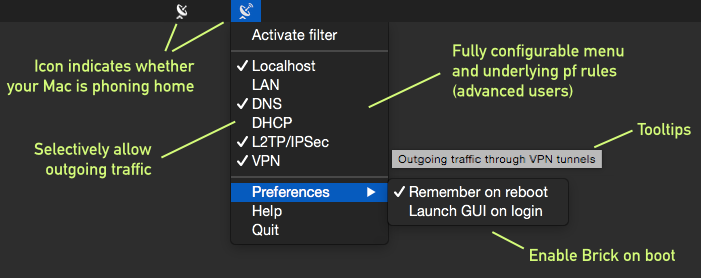 Activate filter
Icon indicates whether
your Mac is phoning home
✓ Localhost
LAN
✓ DNS
DHCP
✓ L2TP/IPSec
✓ VPN
Fully configurable menu
and underlying pf rules
(advanced users)
Tooltips
Selectively allow
outgoing traffic
Outgoing traffic through VPN tunnels
Preferences ▶
Help
Quit
✓ Remember on reboot
Launch GUI on login
Enable Brick on boot